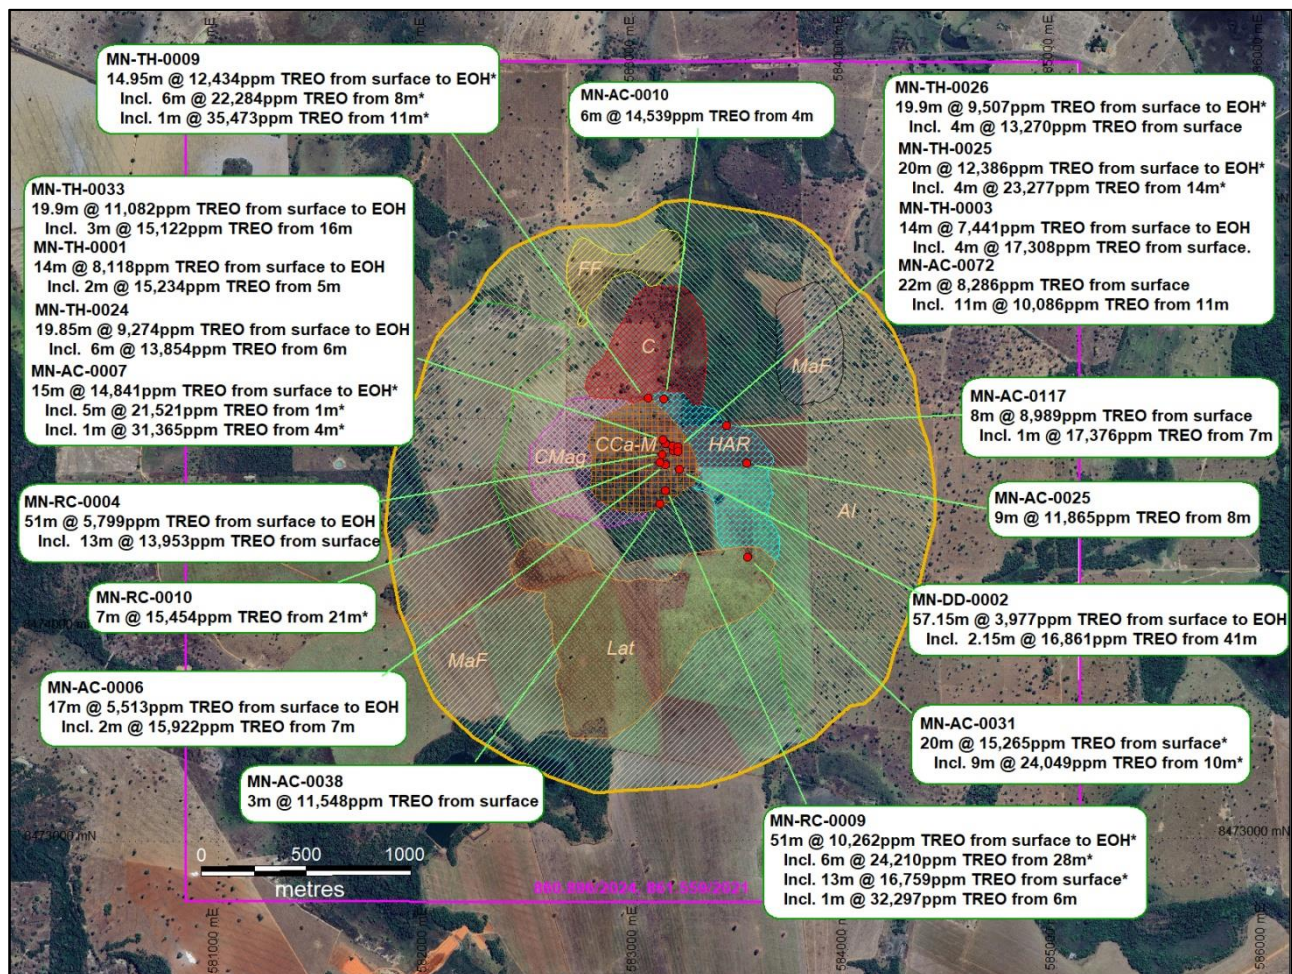 MN-TH-0009
14.95m @ 12,434ppm TREO from surface to EOH*
Incl. 6m @ 22,284ppm TREO from 8m*
Incl. 1m @ 35,473ppm TREO from 11m*
MN-AC-0010
6m @ 14,539ppm TREO from 4m
MN-TH-0026
19.9m @ 9,507ppm TREO from surface to EOH*
Incl. 4m @ 13,270ppm TREO from surface
MN-TH-0025
20m @ 12,386ppm TREO from surface to EOH*
Incl. 4m @ 23,277ppm TREO from 14m*
MN-TH-0003
14m @ 7,441ppm TREO from surface to EOH
Incl. 4m @ 17,308ppm TREO from surface.
MN-AC-0072
22m @ 8,286ppm TREO from surface
Incl. 11m @ 10,086ppm TREO from 11m
MN-TH-0033
19.9m @ 11,082ppm TREO from surface to EOH
Incl. 3m @ 15,122ppm TREO from 16m
MN-TH-0001
14m @ 8,118ppm TREO from surface to EOH
Incl. 2m @ 15,234ppm TREO from 5m
MN-TH-0024
19.85m @ 9,274ppm TREO from surface to EOH
Incl. 6m @ 13,854ppm TREO from 6m
MN-AC-0007
15m @ 14,841ppm TREO from surface to EOH*
Incl. 5m @ 21,521ppm TREO from 1m*
Incl. 1m @ 31,365ppm TREO from 4m*
MN-AC-0117
8m @ 8,989ppm TREO from surface
Incl. 1m @ 17,376ppm TREO from 7m
MN-RC-0004
51m @ 5,799ppm TREO from surface to EOH
Incl. 13m @ 13,953ppm TREO from surface
MN-AC-0025
9m @ 11,865ppm TREO from 8m
MN-RC-0010
7m @ 15,454ppm TREO from 21m*
MN-DD-0002
57.15m @ 3,977ppm TREO from surface to EOH
Incl. 2.15m @ 16,861ppm TREO from 41m
MN-AC-0006
17m @ 5,513ppm TREO from surface to EOH
Incl. 2m @ 15,922ppm TREO from 7m
MN-AC-0031
20m @ 15,265ppm TREO from surface*
Incl. 9m @ 24,049ppm TREO from 10m*
MN-AC-0038
3m @ 11,548ppm TREO from surface
MN-RC-0009
51m @ 10,262ppm TREO from surface to EOH*
Incl. 6m @ 24,210ppm TREO from 28m*
Incl. 13m @ 16,759ppm TREO from surface*
Incl. 1m @ 32,297ppm TREO from 6m
FF
C
MaF
CMag
CCa-M
HAR
Al
MaF
Lat
8474000 mN
8473000 mN
8473000 mN
0 500 1000
metres
581000 mE
582000 mE
583000 mE
584000 mE
585000 mE
586000 mE
581000 mE
584000 mE
585000 mE